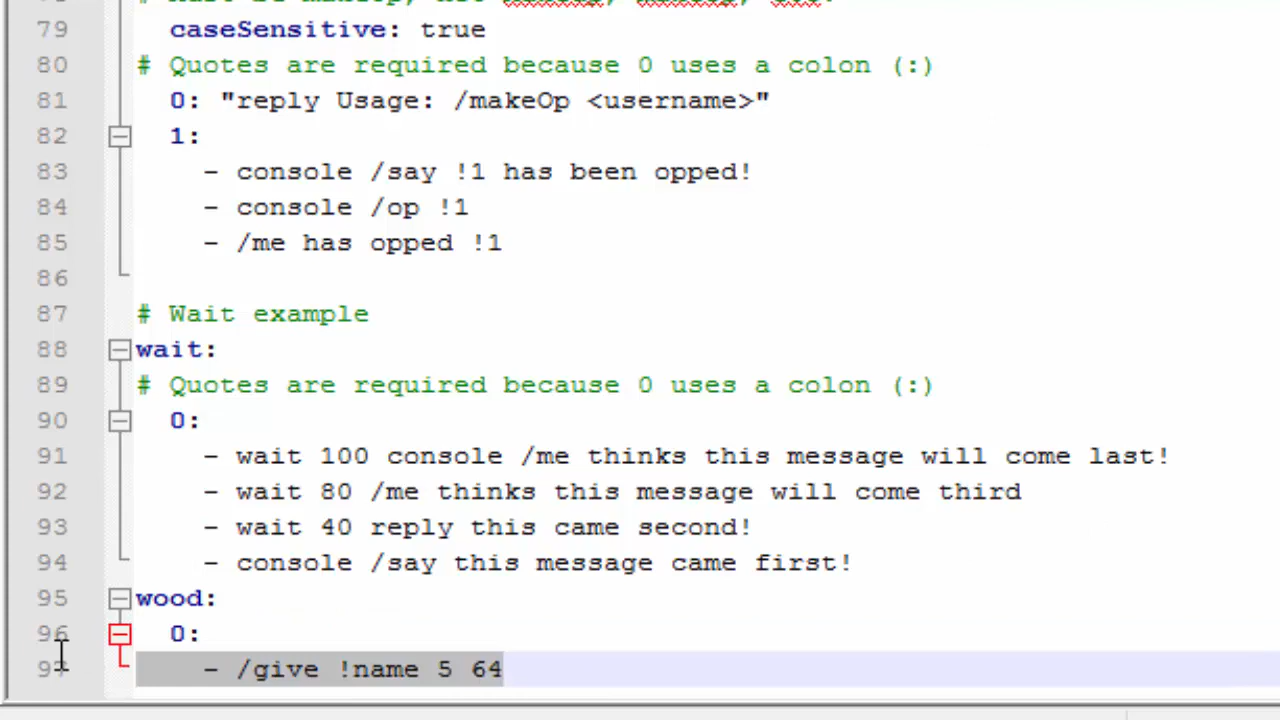 79 caseSensitive: true
80 # Quotes are required because 0 uses a colon (:)
81 0: "reply Usage: /makeOp <username>"
82 1:
83 - console /say !1 has been opped!
84 - console /op !1
85 - /me has opped !1
86
87 # Wait example
88 wait:
89 # Quotes are required because 0 uses a colon (:)
90 0:
91 - wait 100 console /me thinks this message will come last!
92 - wait 80 /me thinks this message will come third
93 - wait 40 reply this came second!
94 - console /say this message came first!
95 wood:
96 0:
97 - /give !name 5 64